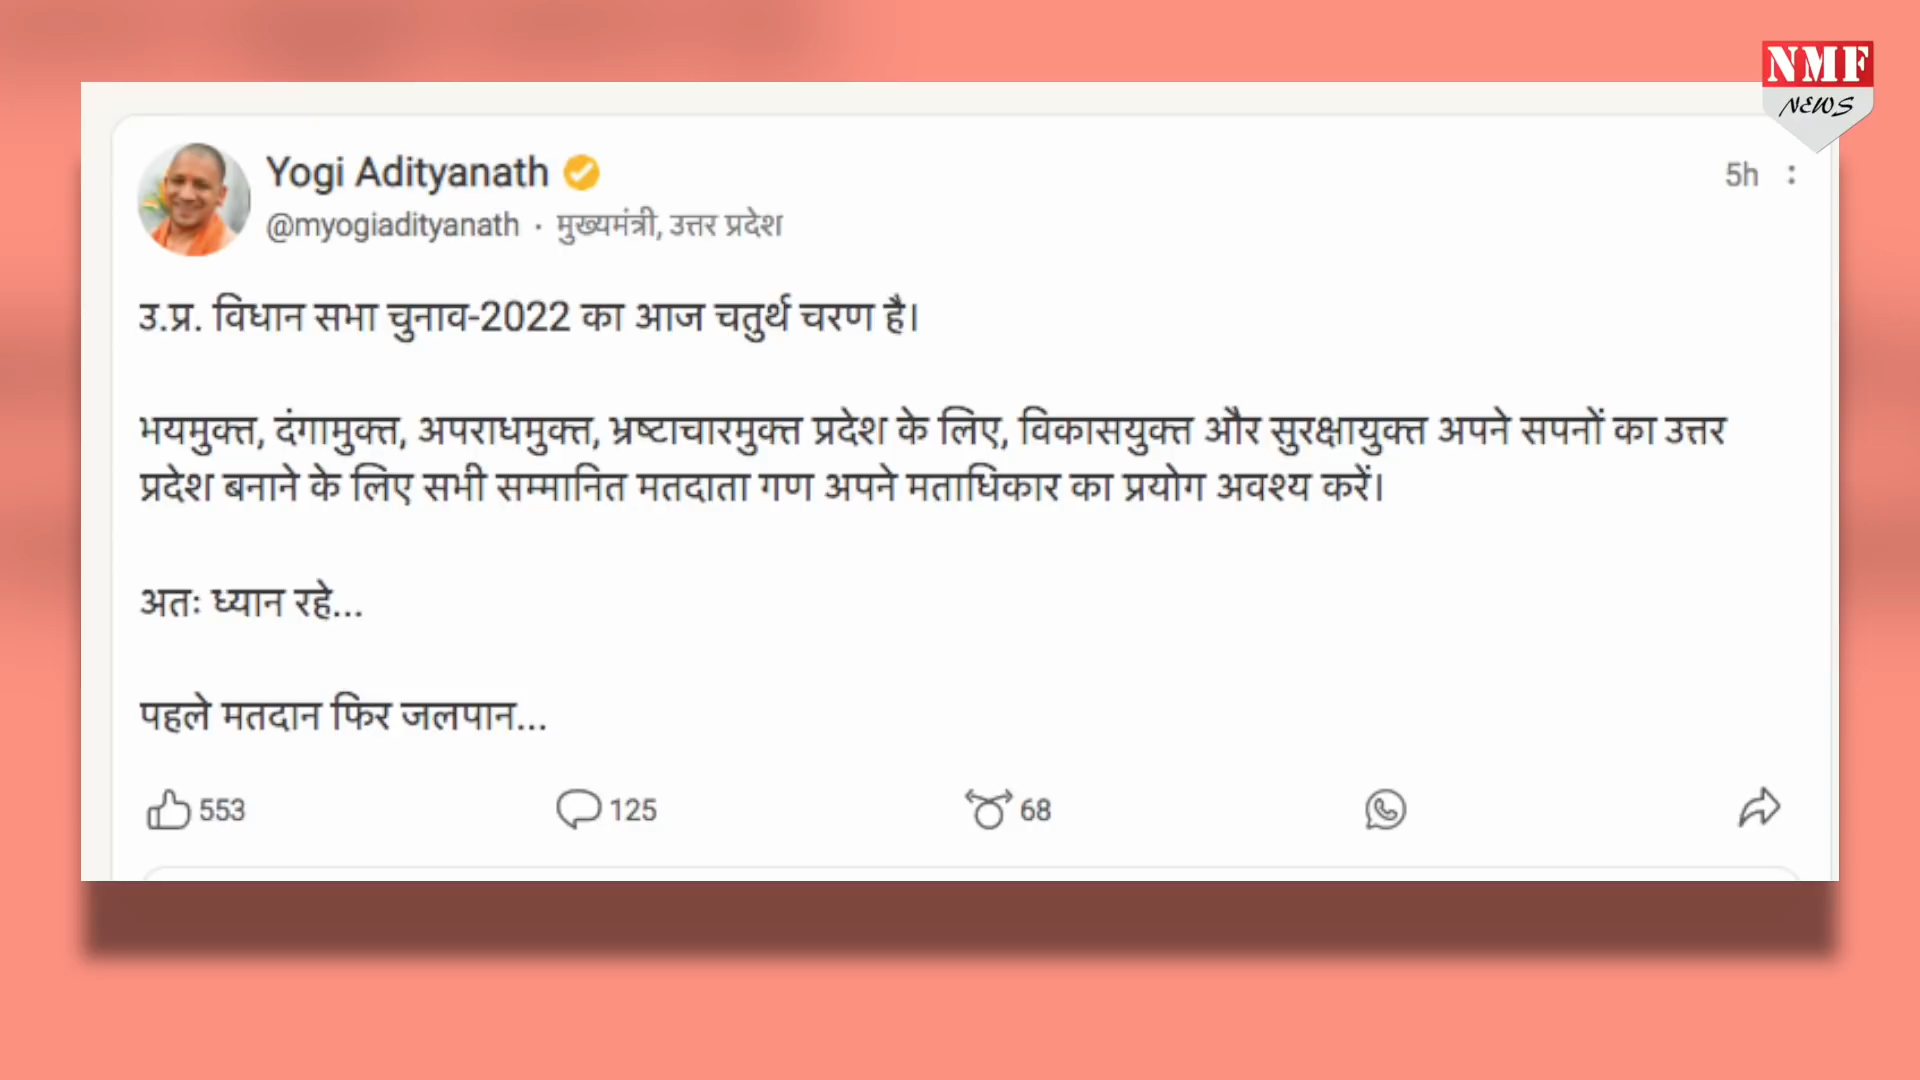 NMF
NEWS
Yogi Adityanath
5h
@myogiadityanath · मुख्यमंत्री, उत्तर प्रदेश
उ.प्र. विधान सभा चुनाव-2022 का आज चतुर्थ चरण है।
भयमुक्त, दंगामुक्त, अपराधमुक्त, भ्रष्टाचारमुक्त प्रदेश के लिए, विकासयुक्त और सुरक्षायुक्त अपने सपनों का उत्तर
प्रदेश बनाने के लिए सभी सम्मानित मतदाता गण अपने मताधिकार का प्रयोग अवश्य करें।
अतः ध्यान रहे...
पहले मतदान फिर जलपान...
553 125 68